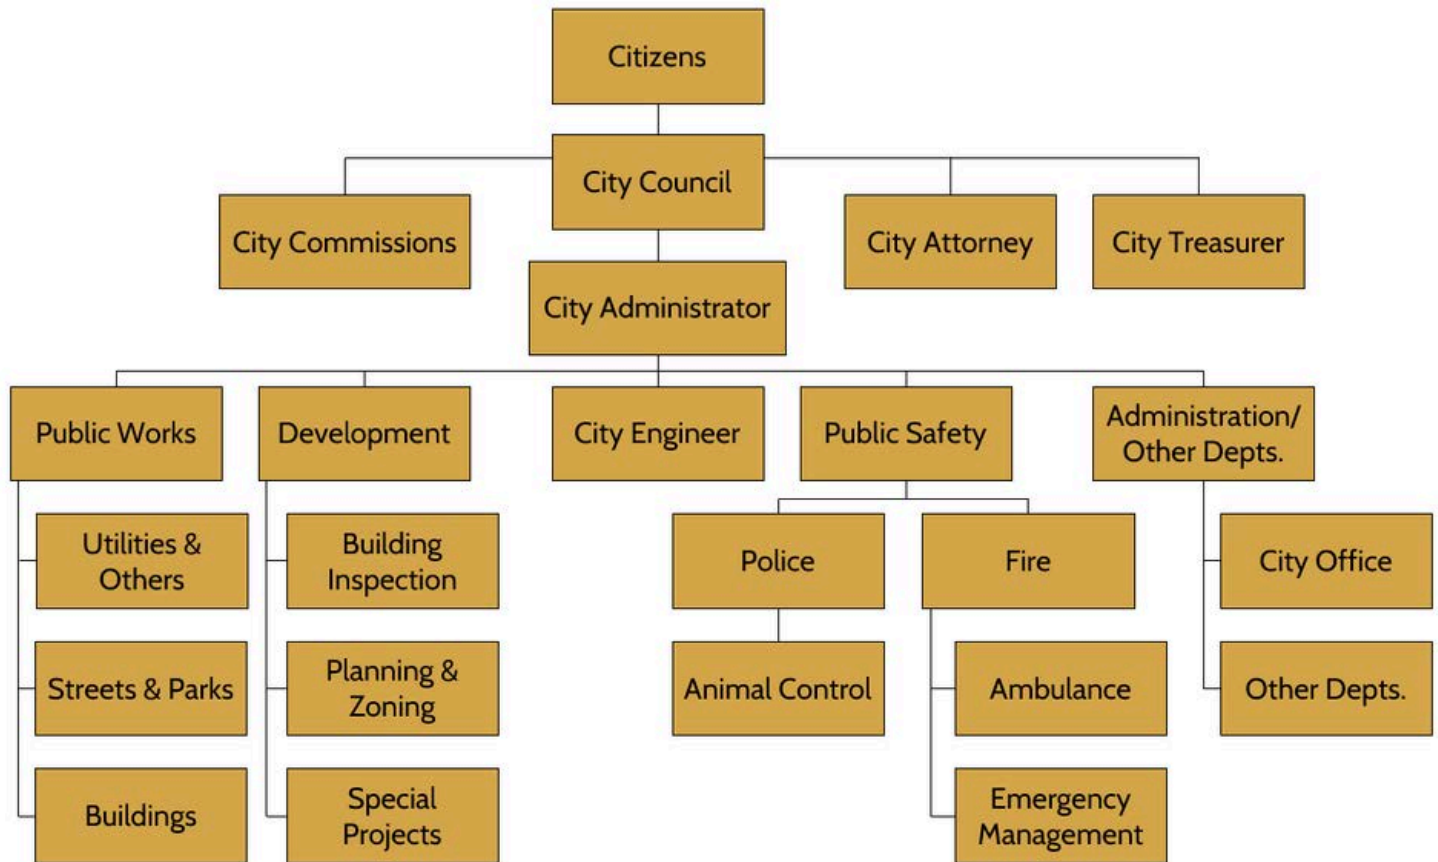 Citizens
City Council
City Commissions
City Attorney
City Treasurer
City Administrator
Public Works
Development
City Engineer
Public Safety
Administration/
Other Depts.
Utilities &
Others
Building
Inspection
Police
Fire
City Office
Streets & Parks
Planning &
Zoning
Animal Control
Ambulance
Other Depts.
Buildings
Special
Projects
Emergency
Management